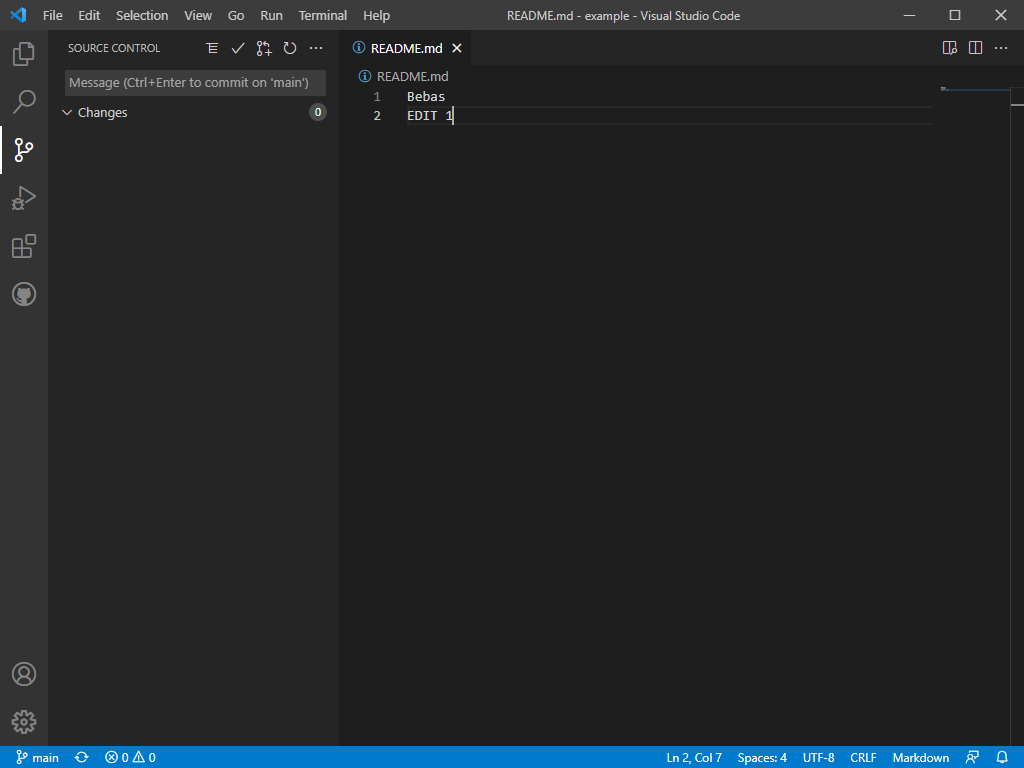 File Edit Selection View Go Run Terminal Help README.md - example - Visual Studio Code
SOURCE CONTROL
Message (Ctrl+Enter to commit on 'main')
Changes 0
README.md
README.md
1 Bebas
2 EDIT 1
main 0 0 Ln 2, Col 7 Spaces: 4 UTF-8 CRLF Markdown